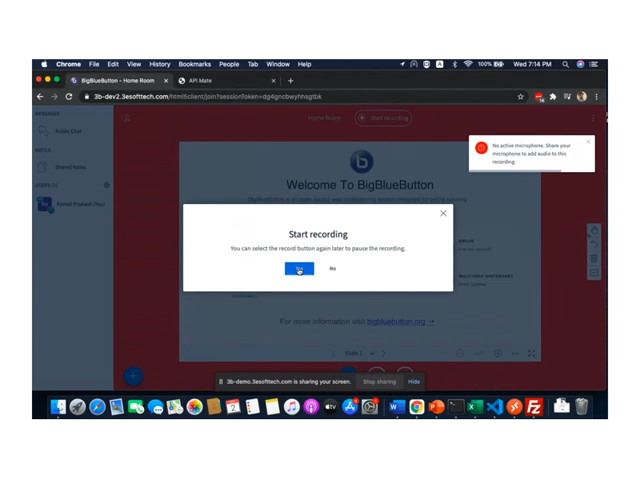 Chrome File Edit View History Bookmarks People Tab Window Help 100% Wed 7:14 PM
BigBlueButton - Home Room × API Mate × +
3b-dev2.3esofttech.com/html5client/join?sessionToken=dg4gncbwyhhsgtbk
MESSAGES
Public Chat
Home Room
Start recording
NOTES
Shared Notes
USERS (1)
No active microphone. Share your
microphone to add audio to this
recording.
Welcome To BigBlueButton
Start recording
You can select the record button again later to pause the recording.
Yes No
For more information visit bigbluebutton.org →
Slide 1
3b-demo.3esofttech.com is sharing your screen. Stop sharing Hide